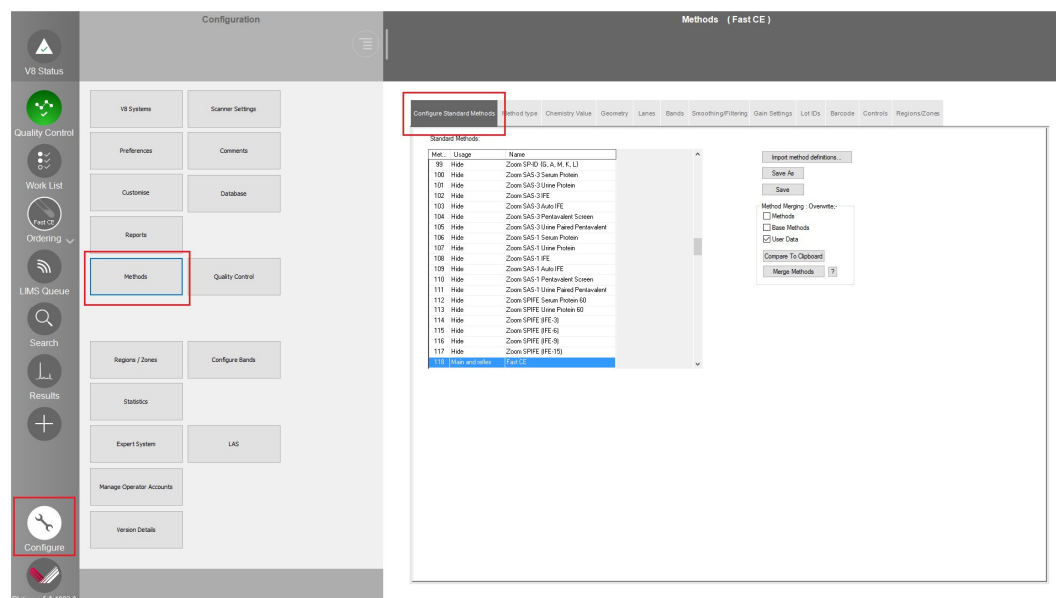 Configuration
Methods ( Fast CE )
V8 Status
Quality Control
Work List
Fast CE
Ordering
LIMS Queue
Search
Results
Configure
V8 Systems
Scanner Settings
Preferences
Comments
Customise
Database
Reports
Methods
Quality Control
Regions / Zones
Configure Bands
Statistics
Expert System
LAS
Manage Operator Accounts
Version Details
Configure Standard Methods Method type Chemistry Value Geometry Lanes Bands Smoothing/Filtering Gain Settings Lot IDs Barcode Controls Regions/Zones
Standard Methods:
Met... Usage Name
99 Hide Zoom SP-ID (G, A, M, K, L)
100 Hide Zoom SAS-3 Serum Protein
101 Hide Zoom SAS-3 Urine Protein
102 Hide Zoom SAS-3 IFE
103 Hide Zoom SAS-3 Auto IFE
104 Hide Zoom SAS-3 Pentavalent Screen
105 Hide Zoom SAS-3 Urine Paired Pentavalent
106 Hide Zoom SAS-1 Serum Protein
107 Hide Zoom SAS-1 Urine Protein
108 Hide Zoom SAS-1 IFE
109 Hide Zoom SAS-1 Auto IFE
110 Hide Zoom SAS-1 Pentavalent Screen
111 Hide Zoom SAS-1 Urine Paired Pentavalent
112 Hide Zoom SPIFE Serum Protein 60
113 Hide Zoom SPIFE Urine Protein 60
114 Hide Zoom SPIFE (IFE-3)
115 Hide Zoom SPIFE (IFE-6)
116 Hide Zoom SPIFE (IFE-9)
117 Hide Zoom SPIFE (IFE-15)
118 Main and reflex Fast CE
Import method definitions...
Save As
Save
Method Merging : Overwrite;-
Methods
Base Methods
User Data
Compare To Clipboard
Merge Methods ?